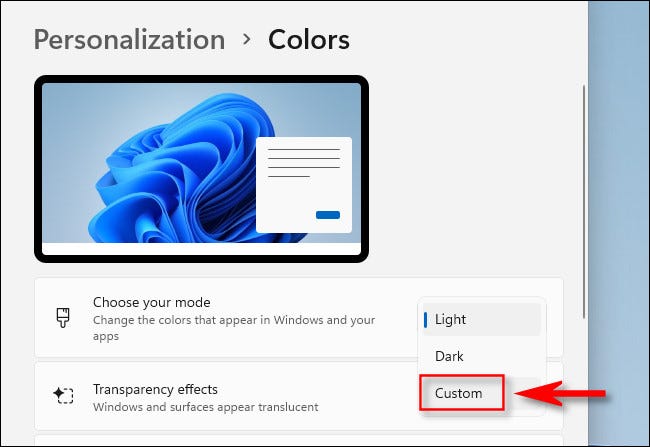 Personalization > Colors
Choose your mode
Change the colors that appear in Windows and your
apps
Light
Dark
Custom
Transparency effects
Windows and surfaces appear translucent